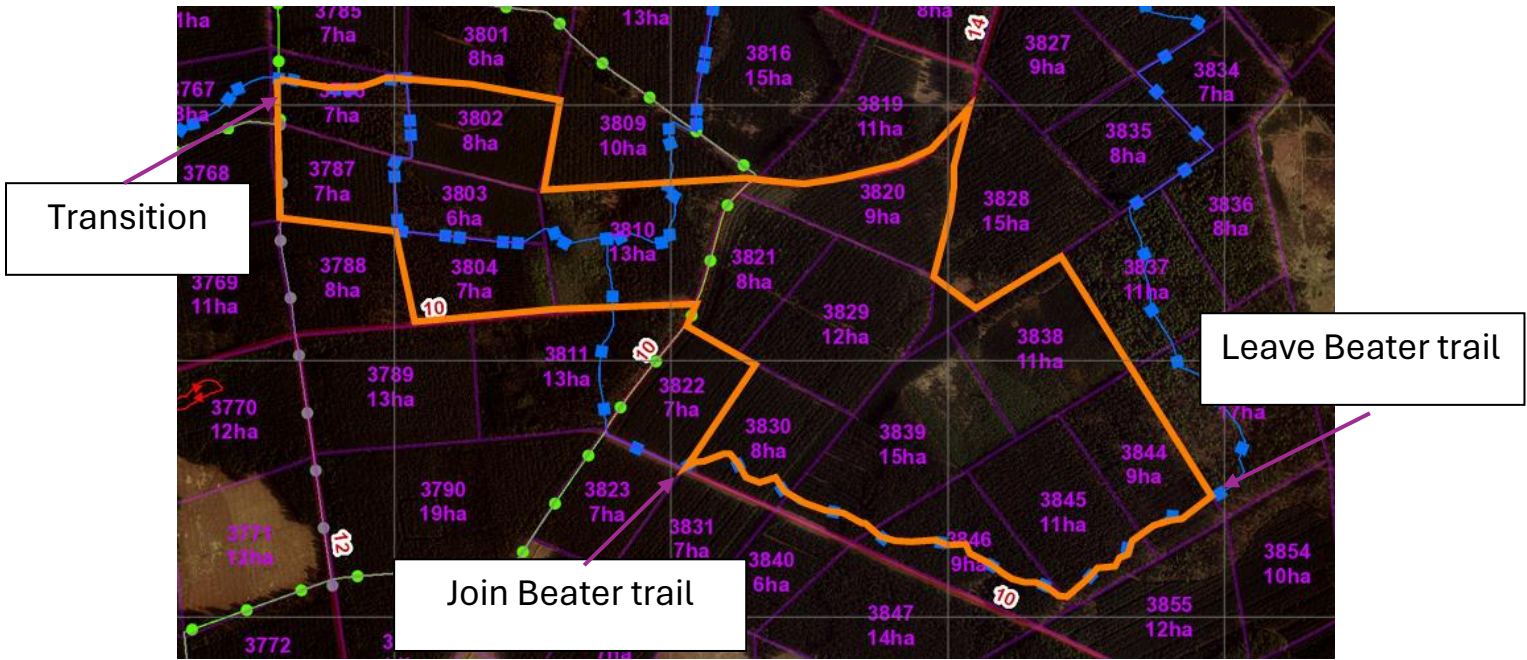 3785
7ha
3801
8ha
13ha
8ha
14
3816
15ha
3827
9ha
3834
7ha
3819
11ha
3802
8ha
7ha
3809
10ha
3835
8ha
3768
3787
7ha
3803
6ha
3820
9ha
3828
15ha
3836
8ha
3810
13ha
Transition
3769
11ha
3788
8ha
3804
7ha
3821
8ha
3837
11ha
10
3829
12ha
3838
11ha
Leave Beater trail
3770
12ha
3789
13ha
3811
13ha
10
3822
7ha
3830
8ha
3839
15ha
3844
9ha
3790
19ha
3823
7ha
3845
11ha
3771
12
3831
7ha
3846
9ha
3854
10ha
3840
6ha
Join Beater trail
10
3847
14ha
3855
12ha
3772